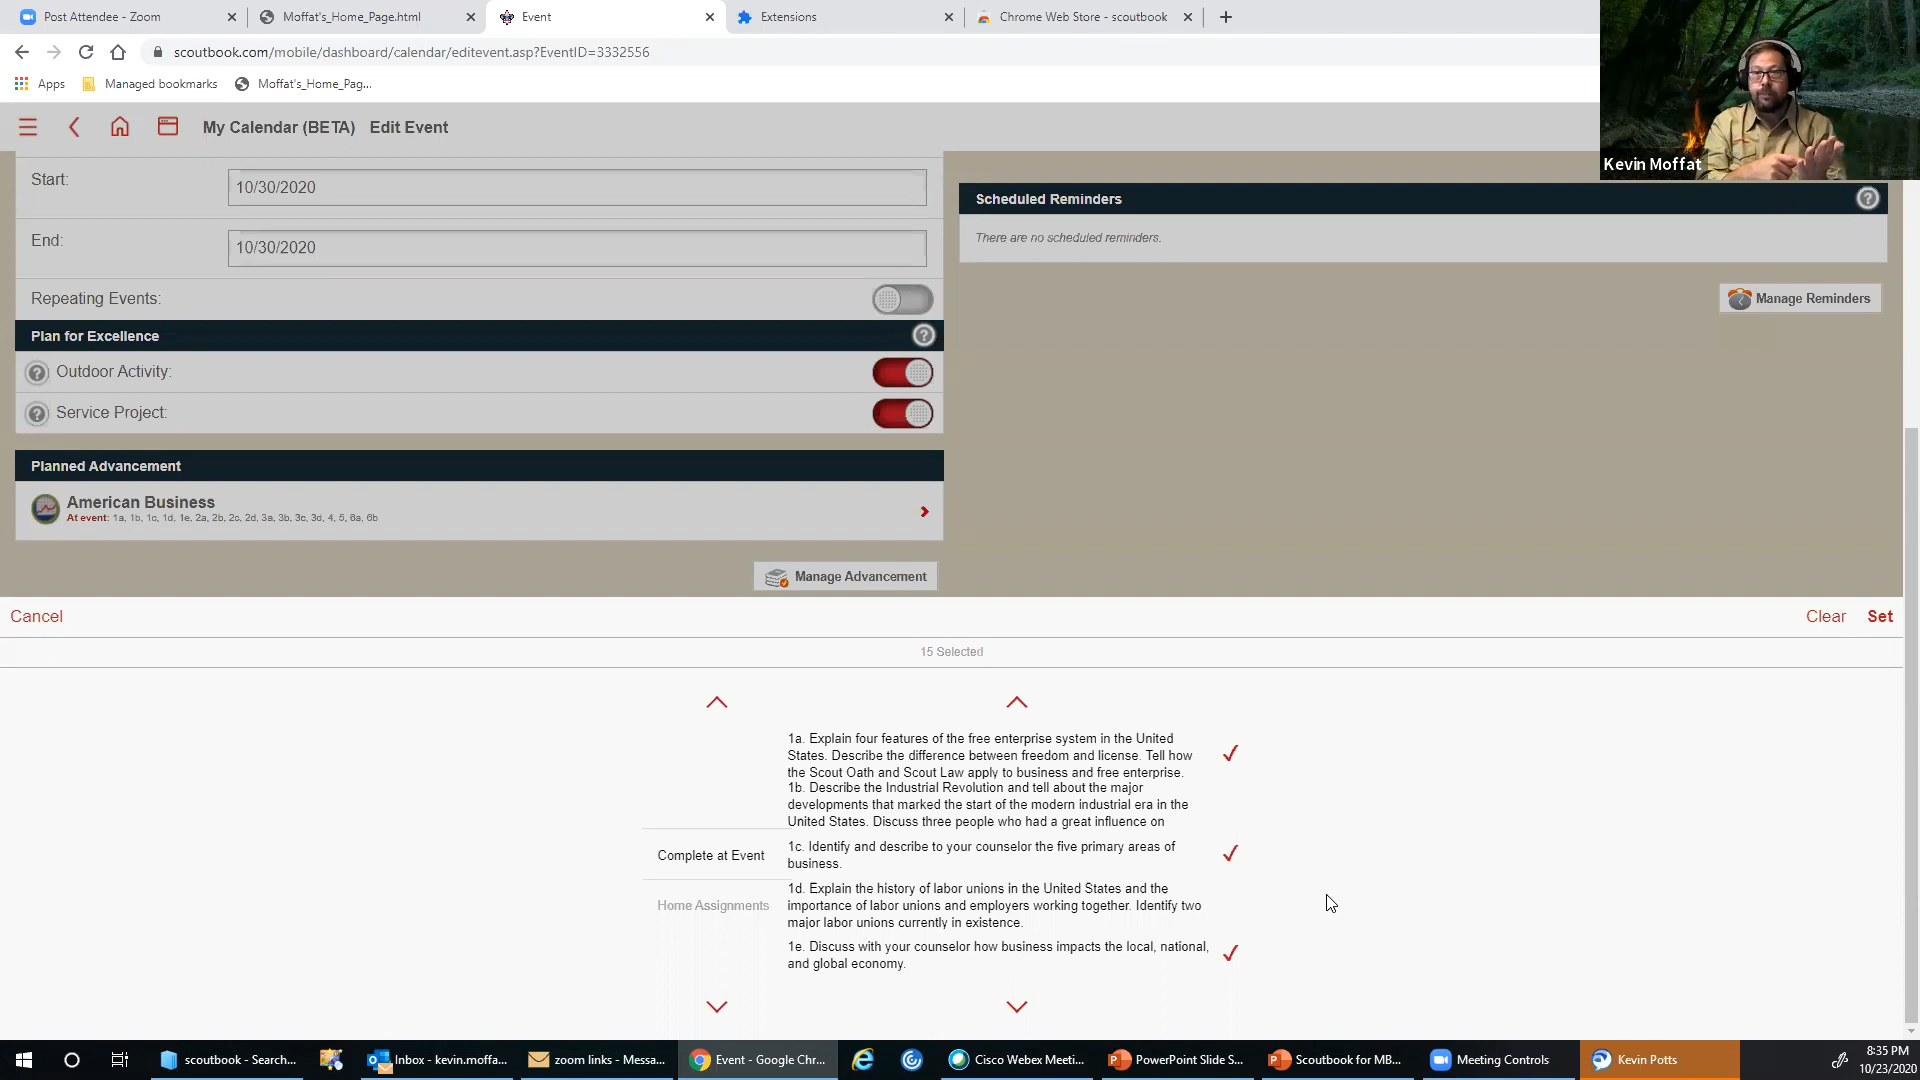 Post Attendee - Zoom
Moffat's_Home_Page.html
Event
Extensions
Chrome Web Store - scoutbook
scoutbook.com/mobile/dashboard/calendar/editevent.asp?EventID=3332556
Apps
Managed bookmarks
Moffat's_Home_Pag...
My Calendar (BETA)
Edit Event
Kevin Moffat
Start:
10/30/2020
End:
10/30/2020
Repeating Events:
Plan for Excellence
?
? Outdoor Activity:
? Service Project:
Planned Advancement
American Business
At event: 1a, 1b, 1c, 1d, 1e, 2a, 2b, 2c, 2d, 3a, 3b, 3c, 3d, 4, 5, 6a, 6b
Manage Advancement
Scheduled Reminders
?
There are no scheduled reminders.
Manage Reminders
Cancel
Clear
Set
15 Selected
Complete at Event
Home Assignments
1a. Explain four features of the free enterprise system in the United
States. Describe the difference between freedom and license. Tell how
the Scout Oath and Scout Law apply to business and free enterprise.
1b. Describe the Industrial Revolution and tell about the major
developments that marked the start of the modern industrial era in the
United States. Discuss three people who had a great influence on
1c. Identify and describe to your counselor the five primary areas of
business.
1d. Explain the history of labor unions in the United States and the
importance of labor unions and employers working together. Identify two
major labor unions currently in existence.
1e. Discuss with your counselor how business impacts the local, national,
and global economy.
scoutbook - Search...
Inbox - kevin.moffa...
zoom links - Messa...
Event - Google Chr...
Cisco Webex Meeti...
PowerPoint Slide S...
Scoutbook for MB...
Meeting Controls
Kevin Potts
8:35 PM
10/23/2020